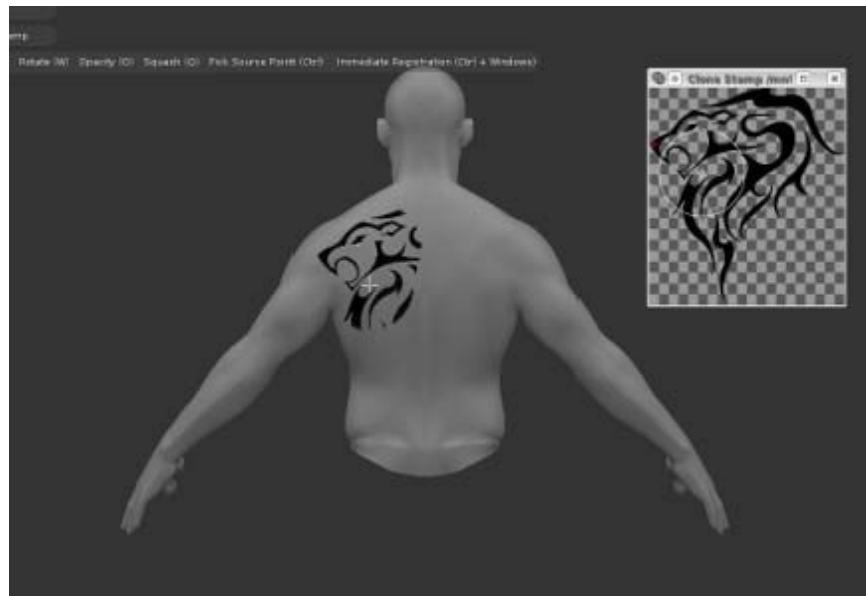 Rotate (W) Opacity (O) Squash (Q) Pick Source Point (Ctrl) Immediate Registration (Ctrl + Windows)
Clone Stamp